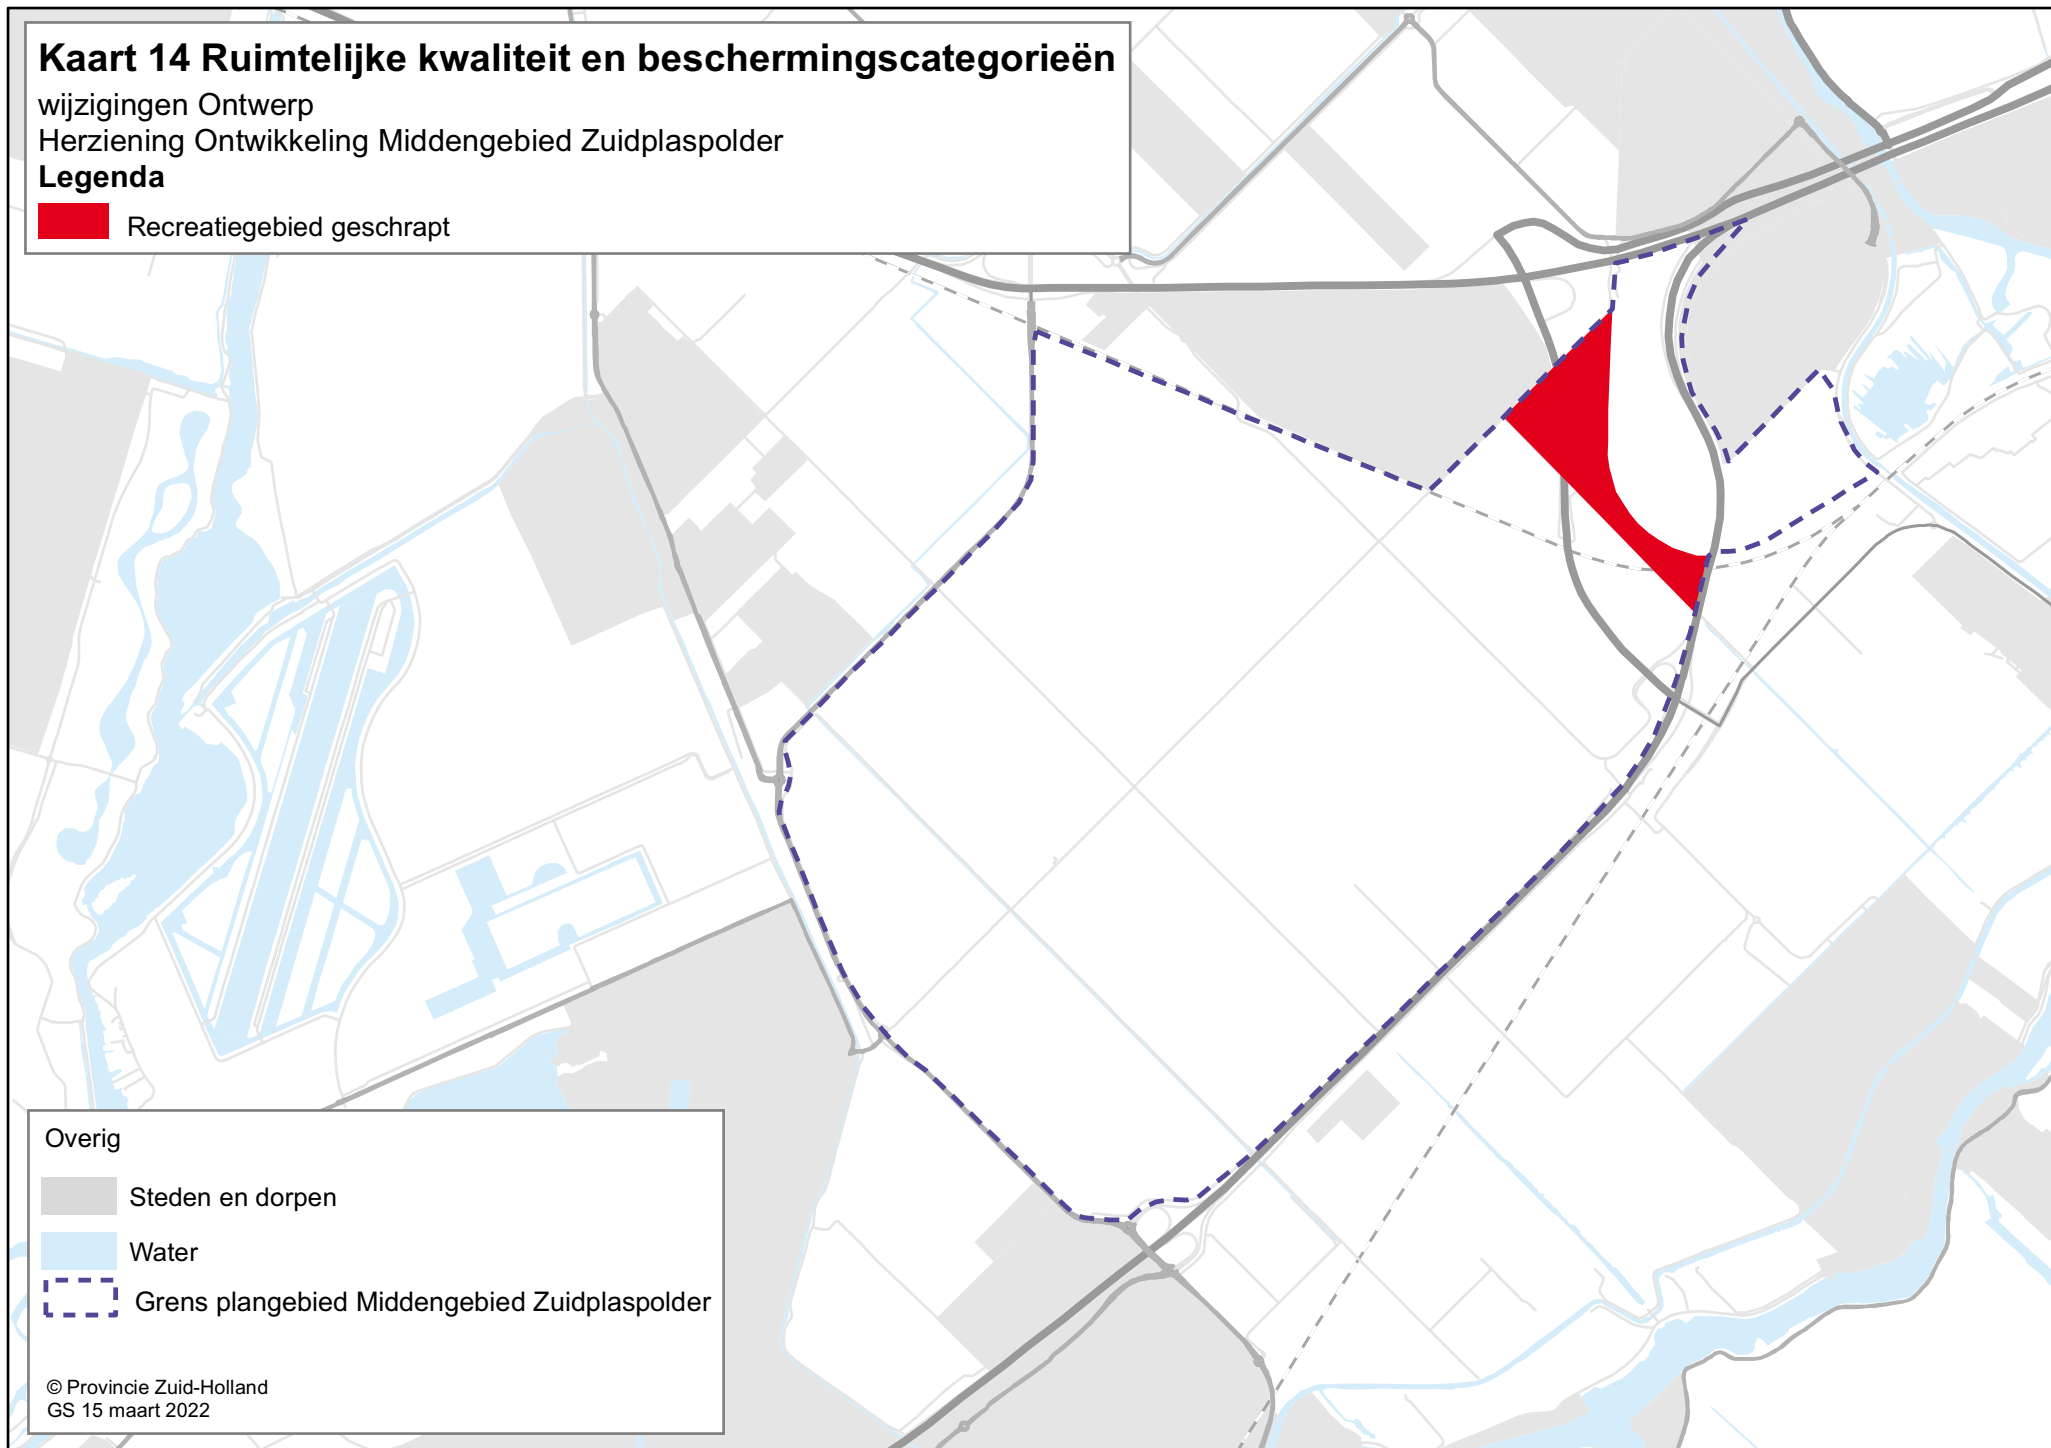 Kaart 14 Ruimtelijke kwaliteit en beschermingscategorieën
wijzigingen Ontwerp
Herziening Ontwikkeling Middengebied Zuidplaspolder
Legenda
Recreatiegebied geschrapt
Overig
Steden en dorpen
Water
Grens plangebied Middengebied Zuidplaspolder
© Provincie Zuid-Holland
GS 15 maart 2022